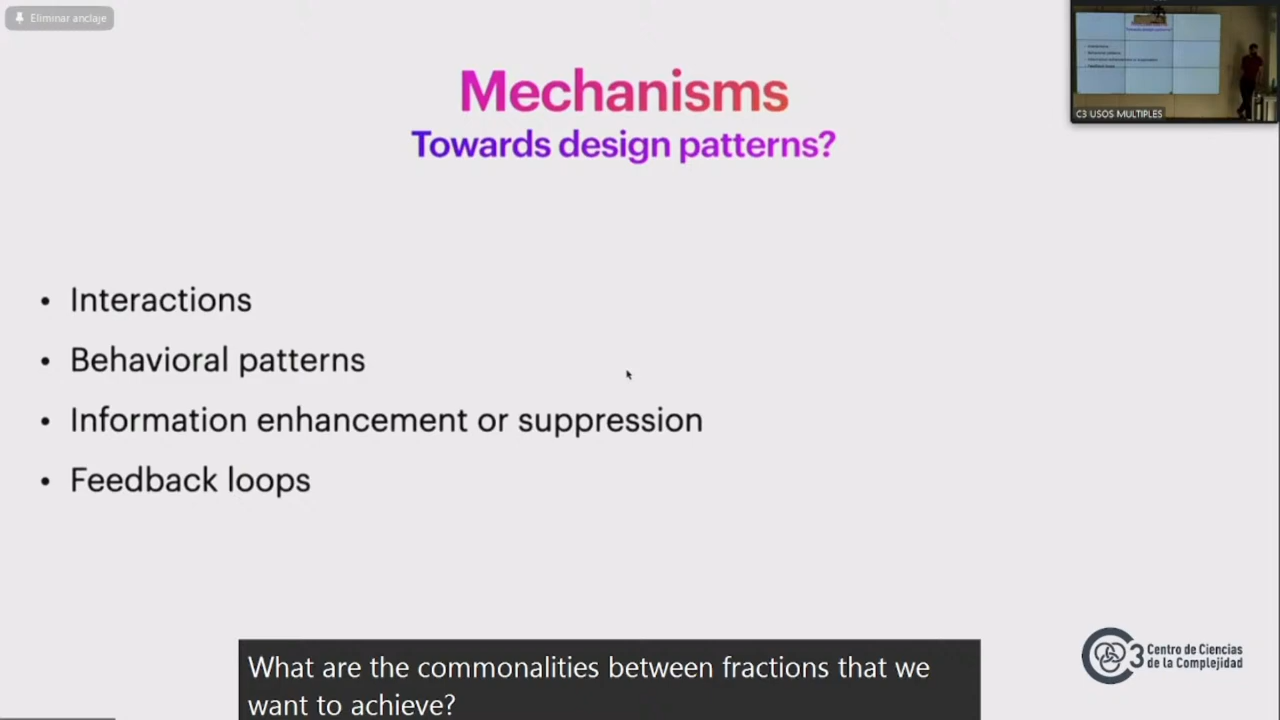 Eliminar anclaje
Mechanisms
Towards design patterns?
C3 USOS MULTIPLES
• Interactions
• Behavioral patterns
• Information enhancement or suppression
• Feedback loops
3 Centro de Ciencias
de la Complejidad
What are the commonalities between fractions that we
want to achieve?